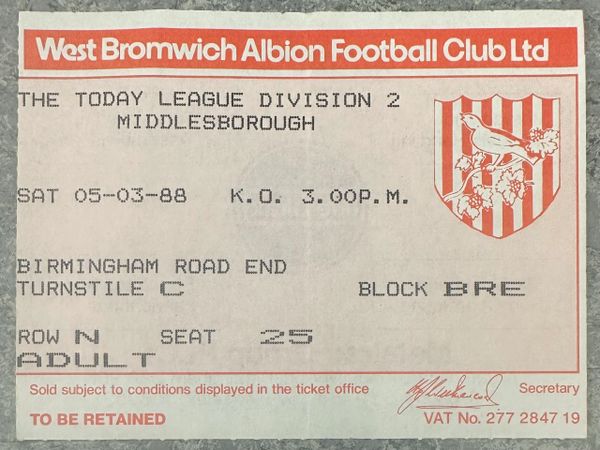 West Bromwich Albion Football Club Ltd
THE TODAY LEAGUE DIVISION 2
MIDDLESBOROUGH
SAT 05-03-88 K.O. 3.00P.M.
BIRMINGHAM ROAD END
TURNSTILE C BLOCK BRE
ROW N SEAT 25
ADULT
Sold subject to conditions displayed in the ticket office Secretary
TO BE RETAINED VAT No. 277 2847 19